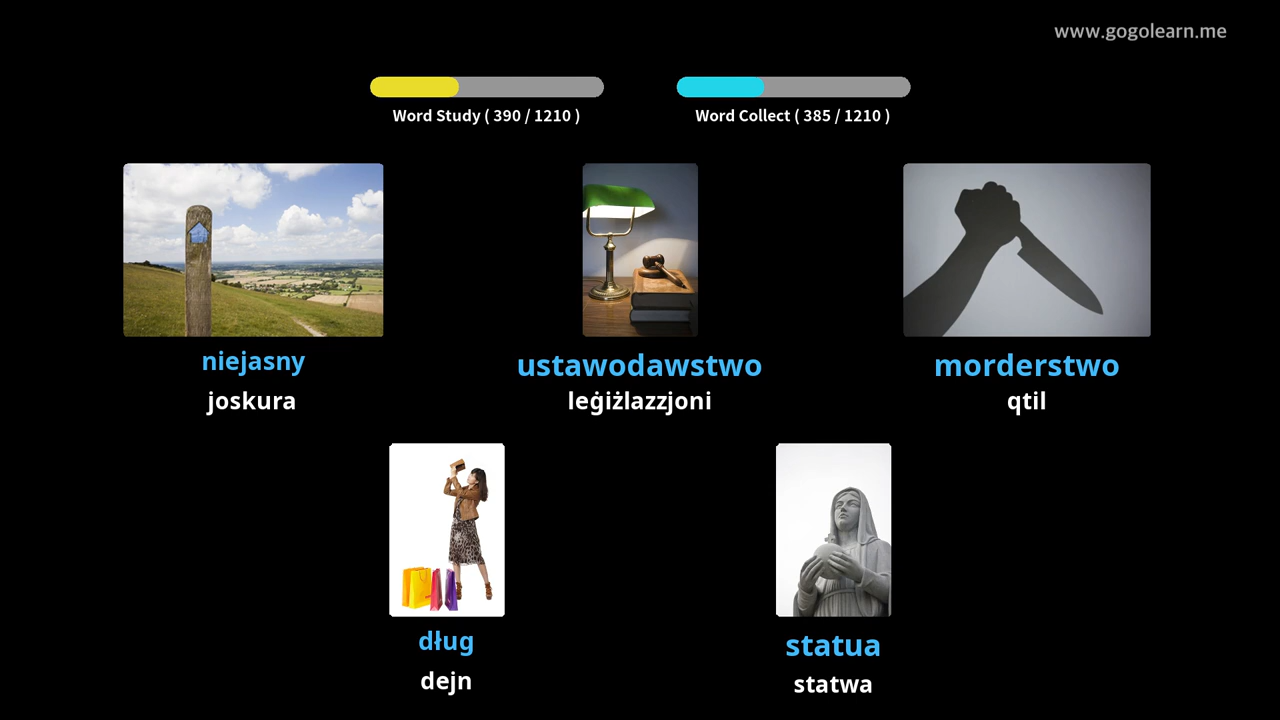 www.gogolearn.me
Word Study ( 390 / 1210 )
Word Collect ( 385 / 1210 )
niejasny
joskura
ustawodawstwo
leġiżlazzjoni
morderstwo
qtil
dług
dejn
statua
statwa